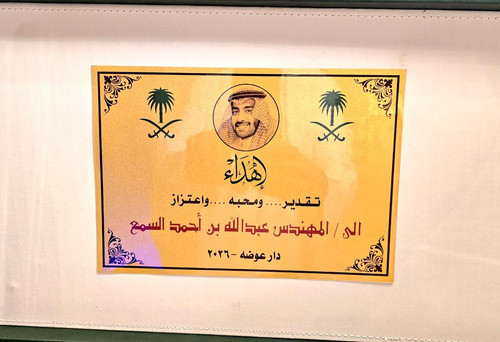 إهداء
تقدير .... ومحبه .... واعتزاز
الى / المهندس عبدالله بن أحمد السمع
دار عوضه - ٢٠٢٦